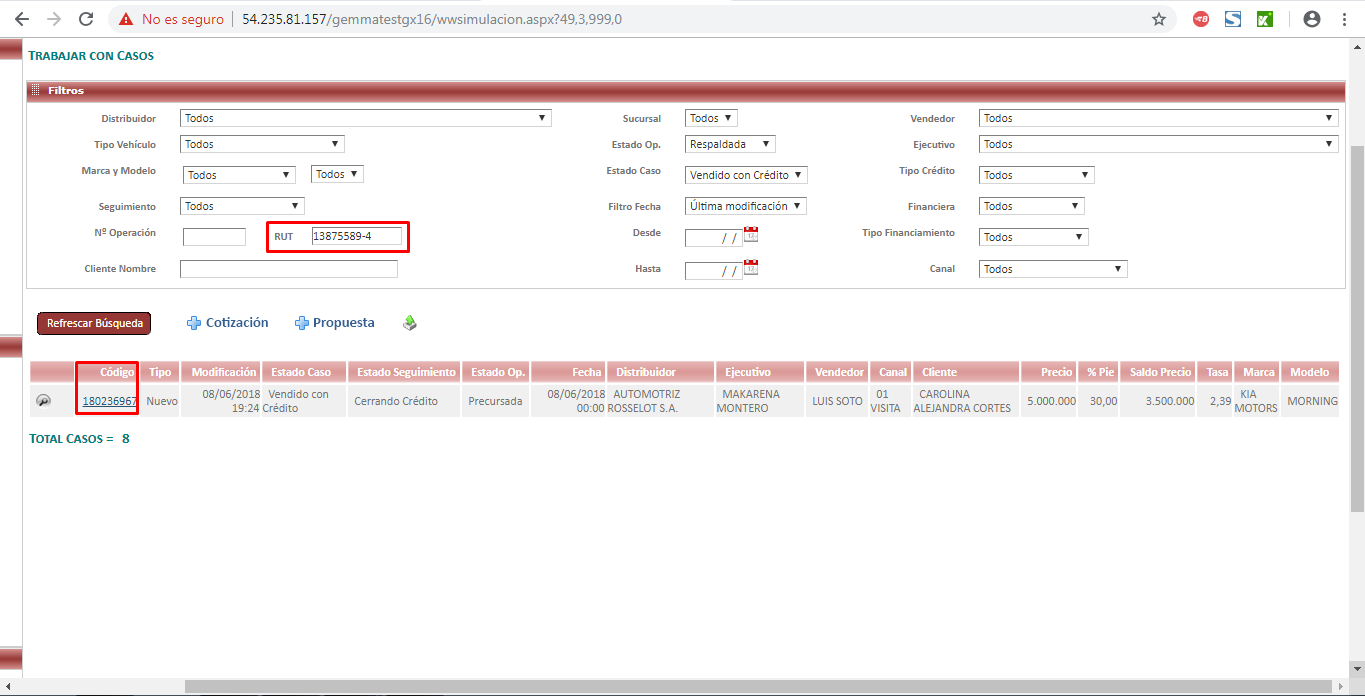 No es seguro
54.235.81.157/gemmatestgx16/wwsimulacion.aspx?49,3,999,0
TRABAJAR CON CASOS
Filtros
Distribuidor Todos Sucursal Todos Vendedor Todos
Tipo Vehículo Todos Estado Op. Respaldada Ejecutivo Todos
Marca y Modelo Todos Todos Estado Caso Vendido con Crédito Tipo Crédito Todos
Seguimiento Todos Filtro Fecha Última modificación Financiera Todos
Nº Operación RUT 13875589-4 Desde / / Tipo Financiamiento Todos
Cliente Nombre Hasta / / Canal Todos
Refrescar Búsqueda Cotización Propuesta
Código Tipo Modificación Estado Caso Estado Seguimiento Estado Op. Fecha Distribuidor Ejecutivo Vendedor Canal Cliente Precio % Pie Saldo Precio Tasa Marca Modelo
180236967 Nuevo 08/06/2018 19:24 Vendido con Crédito Cerrando Crédito Precursada 08/06/2018 00:00 AUTOMOTRIZ ROSSELOT S.A. MAKARENA MONTERO LUIS SOTO 01 VISITA CAROLINA ALEJANDRA CORTES 5.000.000 30,00 3.500.000 2,39 KIA MOTORS MORNING
TOTAL CASOS = 8